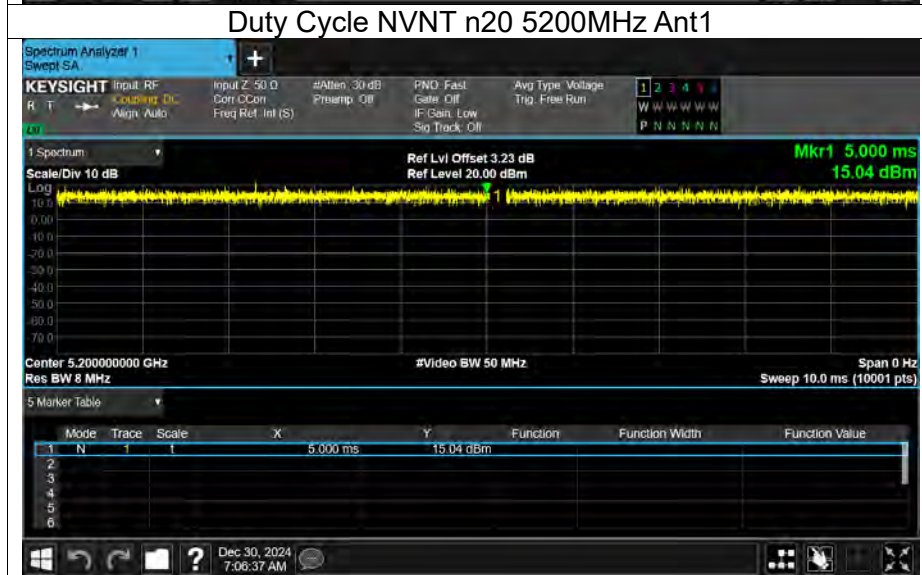 Duty Cycle NVNT n20 5200MHz Ant1
Spectrum Analyzer 1
Swept SA
+
KEYSIGHT Input: RF Input Z: 50 Ω #Atten: 30 dB PNO: Fast Avg Type: Voltage 1 2 3 4 5 6
R T Coupling: DC Corr CCorr Preamp: Off Gate: Off Trig: Free Run W W W W W W
Align: Auto Freq Ref: Int (S) IF Gain: Low
Sig Track: Off P N N N N N
1 Spectrum Ref Lvl Offset 3.23 dB Mkr1 5.000 ms
Scale/Div 10 dB Ref Level 20.00 dBm 15.04 dBm
Log
10.0
1
0.00
-10.0
-20.0
-30.0
-40.0
-50.0
-60.0
-70.0
Center 5.200000000 GHz #Video BW 50 MHz Span 0 Hz
Res BW 8 MHz Sweep 10.0 ms (10001 pts)
5 Marker Table
Mode Trace Scale X Y Function Function Width Function Value
1 N 1 t 5.000 ms 15.04 dBm
2
3
4
5
6
? Dec 30, 2024
7:06:37 AM